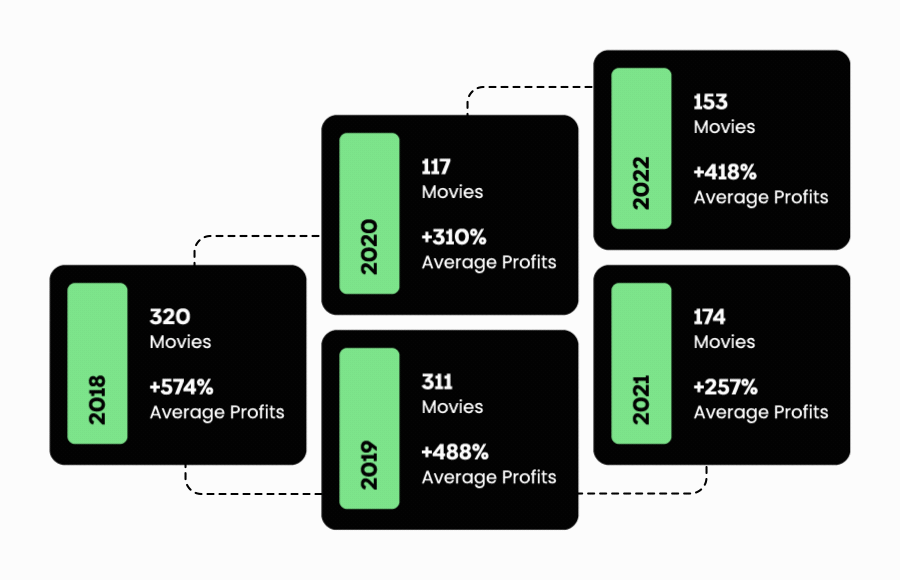 2018
320
Movies
+574%
Average Profits
2020
117
Movies
+310%
Average Profits
2019
311
Movies
+488%
Average Profits
2022
153
Movies
+418%
Average Profits
2021
174
Movies
+257%
Average Profits